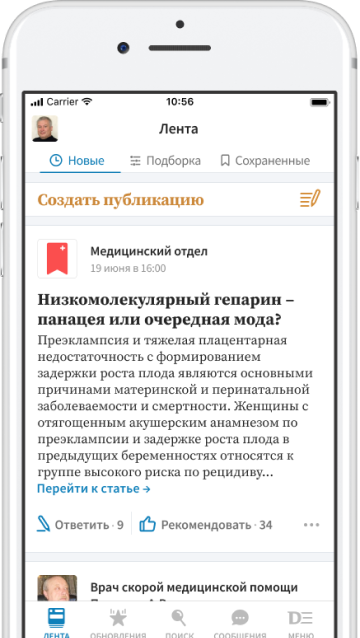 Carrier 10:56
Лента
Новые Подборка Сохраненные
Создать публикацию
Медицинский отдел
19 июня в 16:00
Низкомолекулярный гепарин –
панацея или очередная мода?
Преэклампсия и тяжелая плацентарная
недостаточность с формированием
задержки роста плода являются основными
причинами материнской и перинатальной
заболеваемости и смертности. Женщины с
отягощенным акушерским анамнезом по
преэклампсии и задержке роста плода в
предыдущих беременностях относятся к
группе высокого риска по рецидиву...
Перейти к статье →
Ответить · 9 Рекомендовать · 34
Врач скорой медицинской помощи
ЛЕНТА ОБНОВЛЕНИЯ ПОИСК СООБЩЕНИЯ МЕНЮ